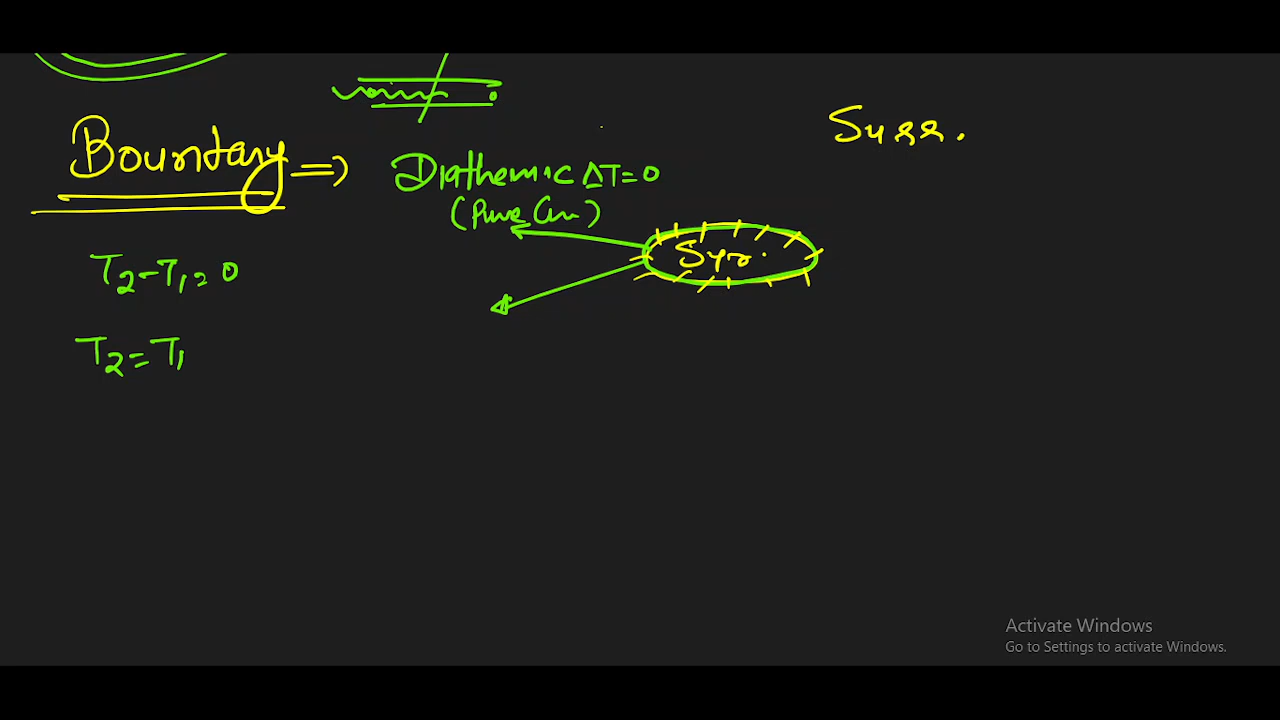 Surr.
Boundary =>
Diathemic ΔT=0
(Pure Cu)
Sys.
T2-T1=0
T2=T1
Activate Windows
Go to Settings to activate Windows.